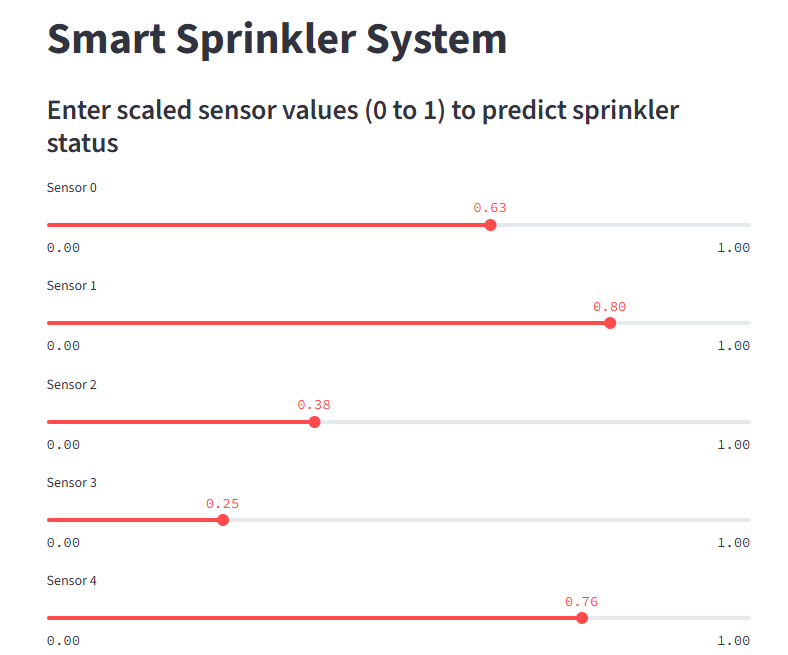 Smart Sprinkler System
Enter scaled sensor values (0 to 1) to predict sprinkler
status
Sensor 0
0.63
0.00 1.00
Sensor 1
0.80
0.00 1.00
Sensor 2
0.38
0.00 1.00
Sensor 3
0.25
0.00 1.00
Sensor 4
0.76
0.00 1.00